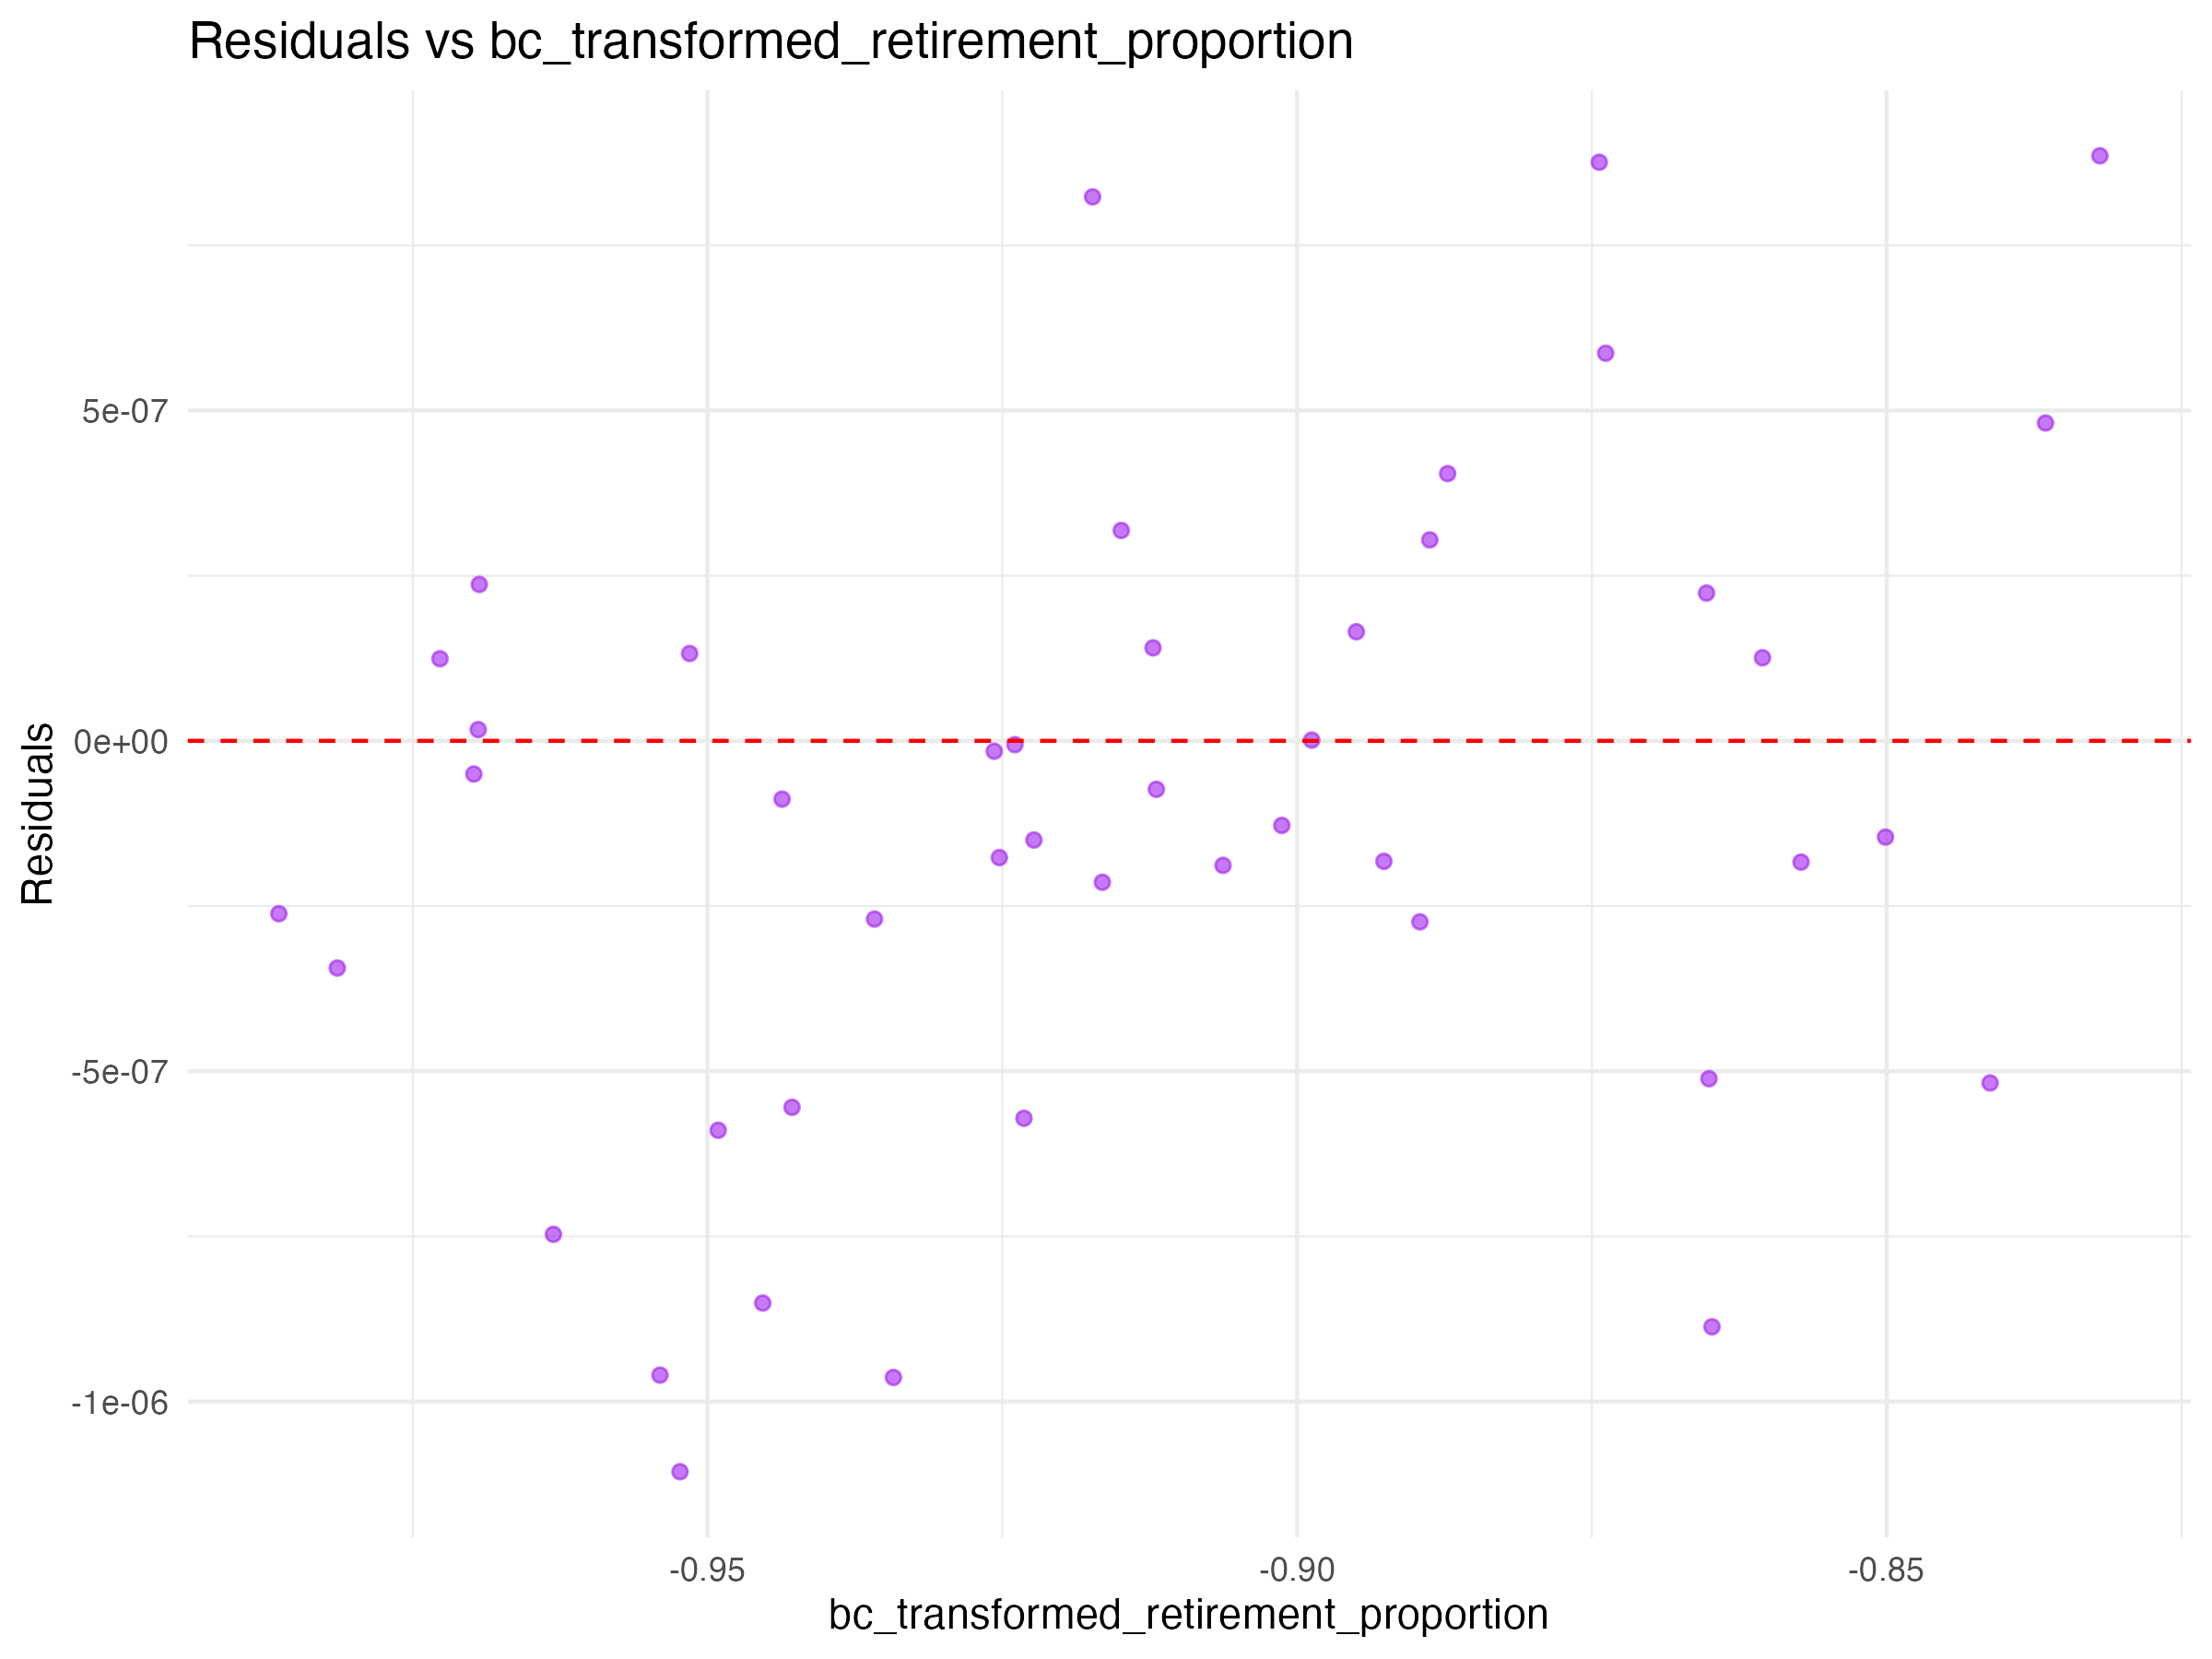 Residuals vs bc_transformed_retirement_proportion
Residuals
5e-07
0e+00
-5e-07
-1e-06
-0.95
-0.90
-0.85
bc_transformed_retirement_proportion